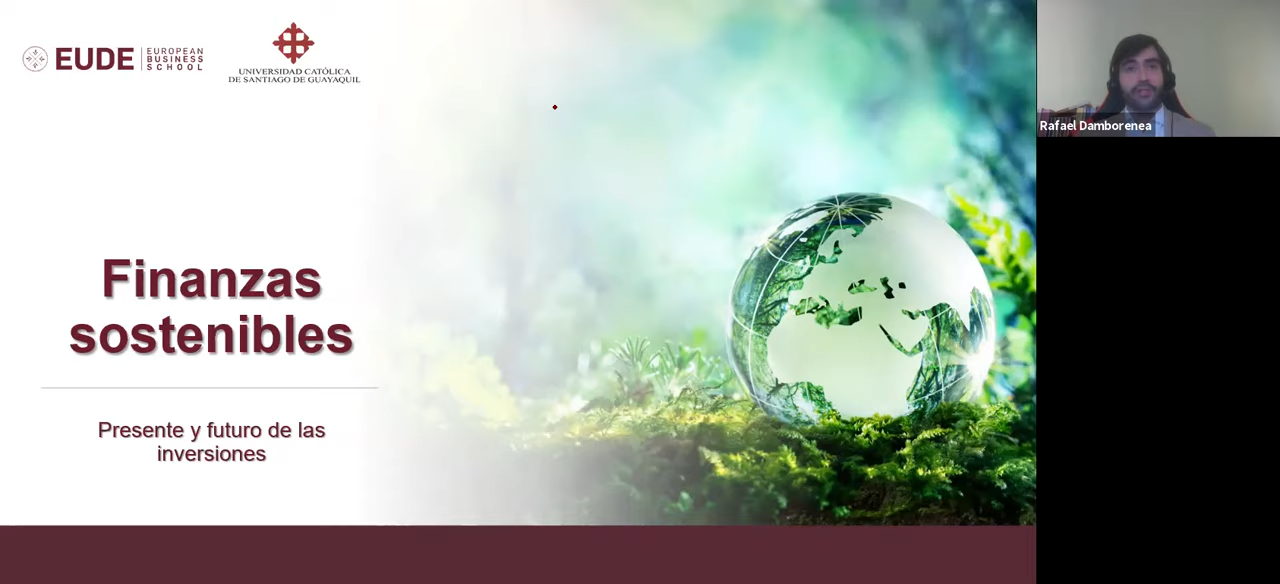 EUDE
EUROPEAN
BUSINESS
SCHOOL
UNIVERSIDAD CATÓLICA
DE SANTIAGO DE GUAYAQUIL
Rafael Damborenea
Finanzas
sostenibles
Presente y futuro de las
inversiones